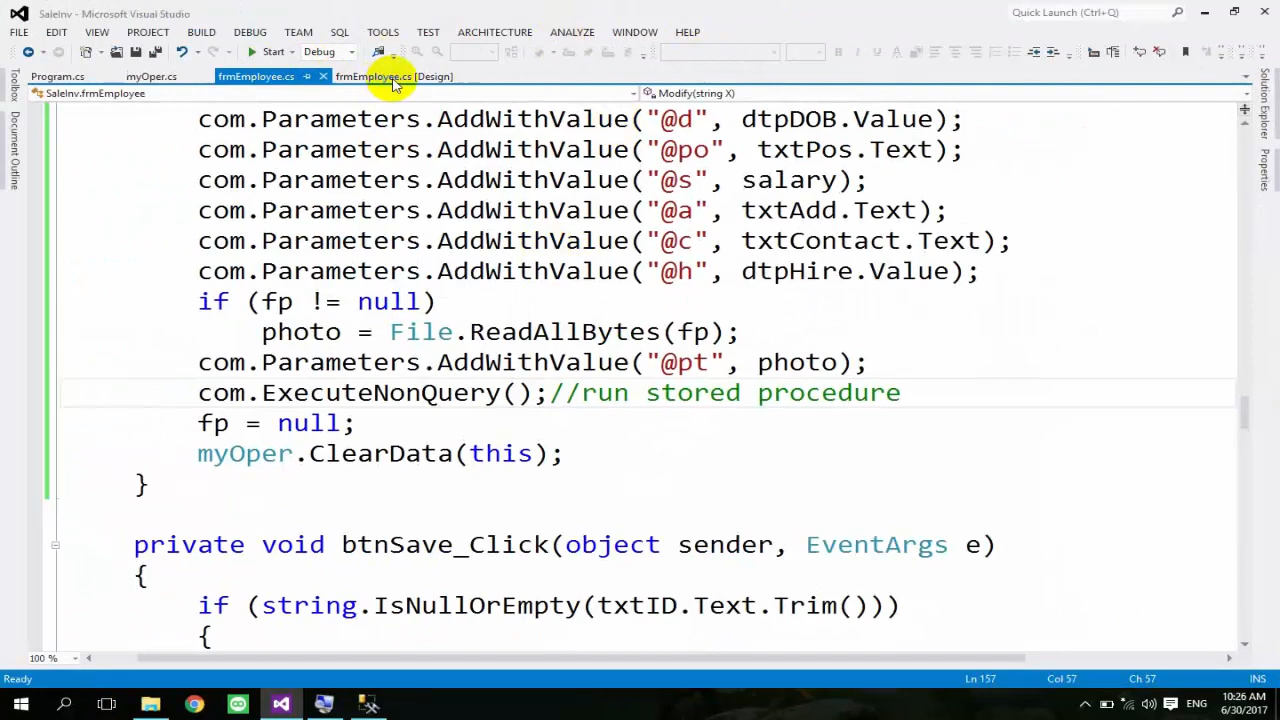 SaleInv - Microsoft Visual Studio
Quick Launch (Ctrl+Q)
FILE EDIT VIEW PROJECT BUILD DEBUG TEAM SQL TOOLS TEST ARCHITECTURE ANALYZE WINDOW HELP
Start Debug
Program.cs myOper.cs frmEmployee.cs frmEmployee.cs [Design]
SaleInv.frmEmployee Modify(string X)
Toolbox
Document Outline
Solution Explorer
Properties
com.Parameters.AddWithValue("@d", dtpDOB.Value);
com.Parameters.AddWithValue("@po", txtPos.Text);
com.Parameters.AddWithValue("@s", salary);
com.Parameters.AddWithValue("@a", txtAdd.Text);
com.Parameters.AddWithValue("@c", txtContact.Text);
com.Parameters.AddWithValue("@h", dtpHire.Value);
if (fp != null)
photo = File.ReadAllBytes(fp);
com.Parameters.AddWithValue("@pt", photo);
com.ExecuteNonQuery();//run stored procedure
fp = null;
myOper.ClearData(this);
}
private void btnSave_Click(object sender, EventArgs e)
{
if (string.IsNullOrEmpty(txtID.Text.Trim()))
{
100 %
Ready Ln 157 Col 57 Ch 57 INS
ENG 10:26 AM
6/30/2017